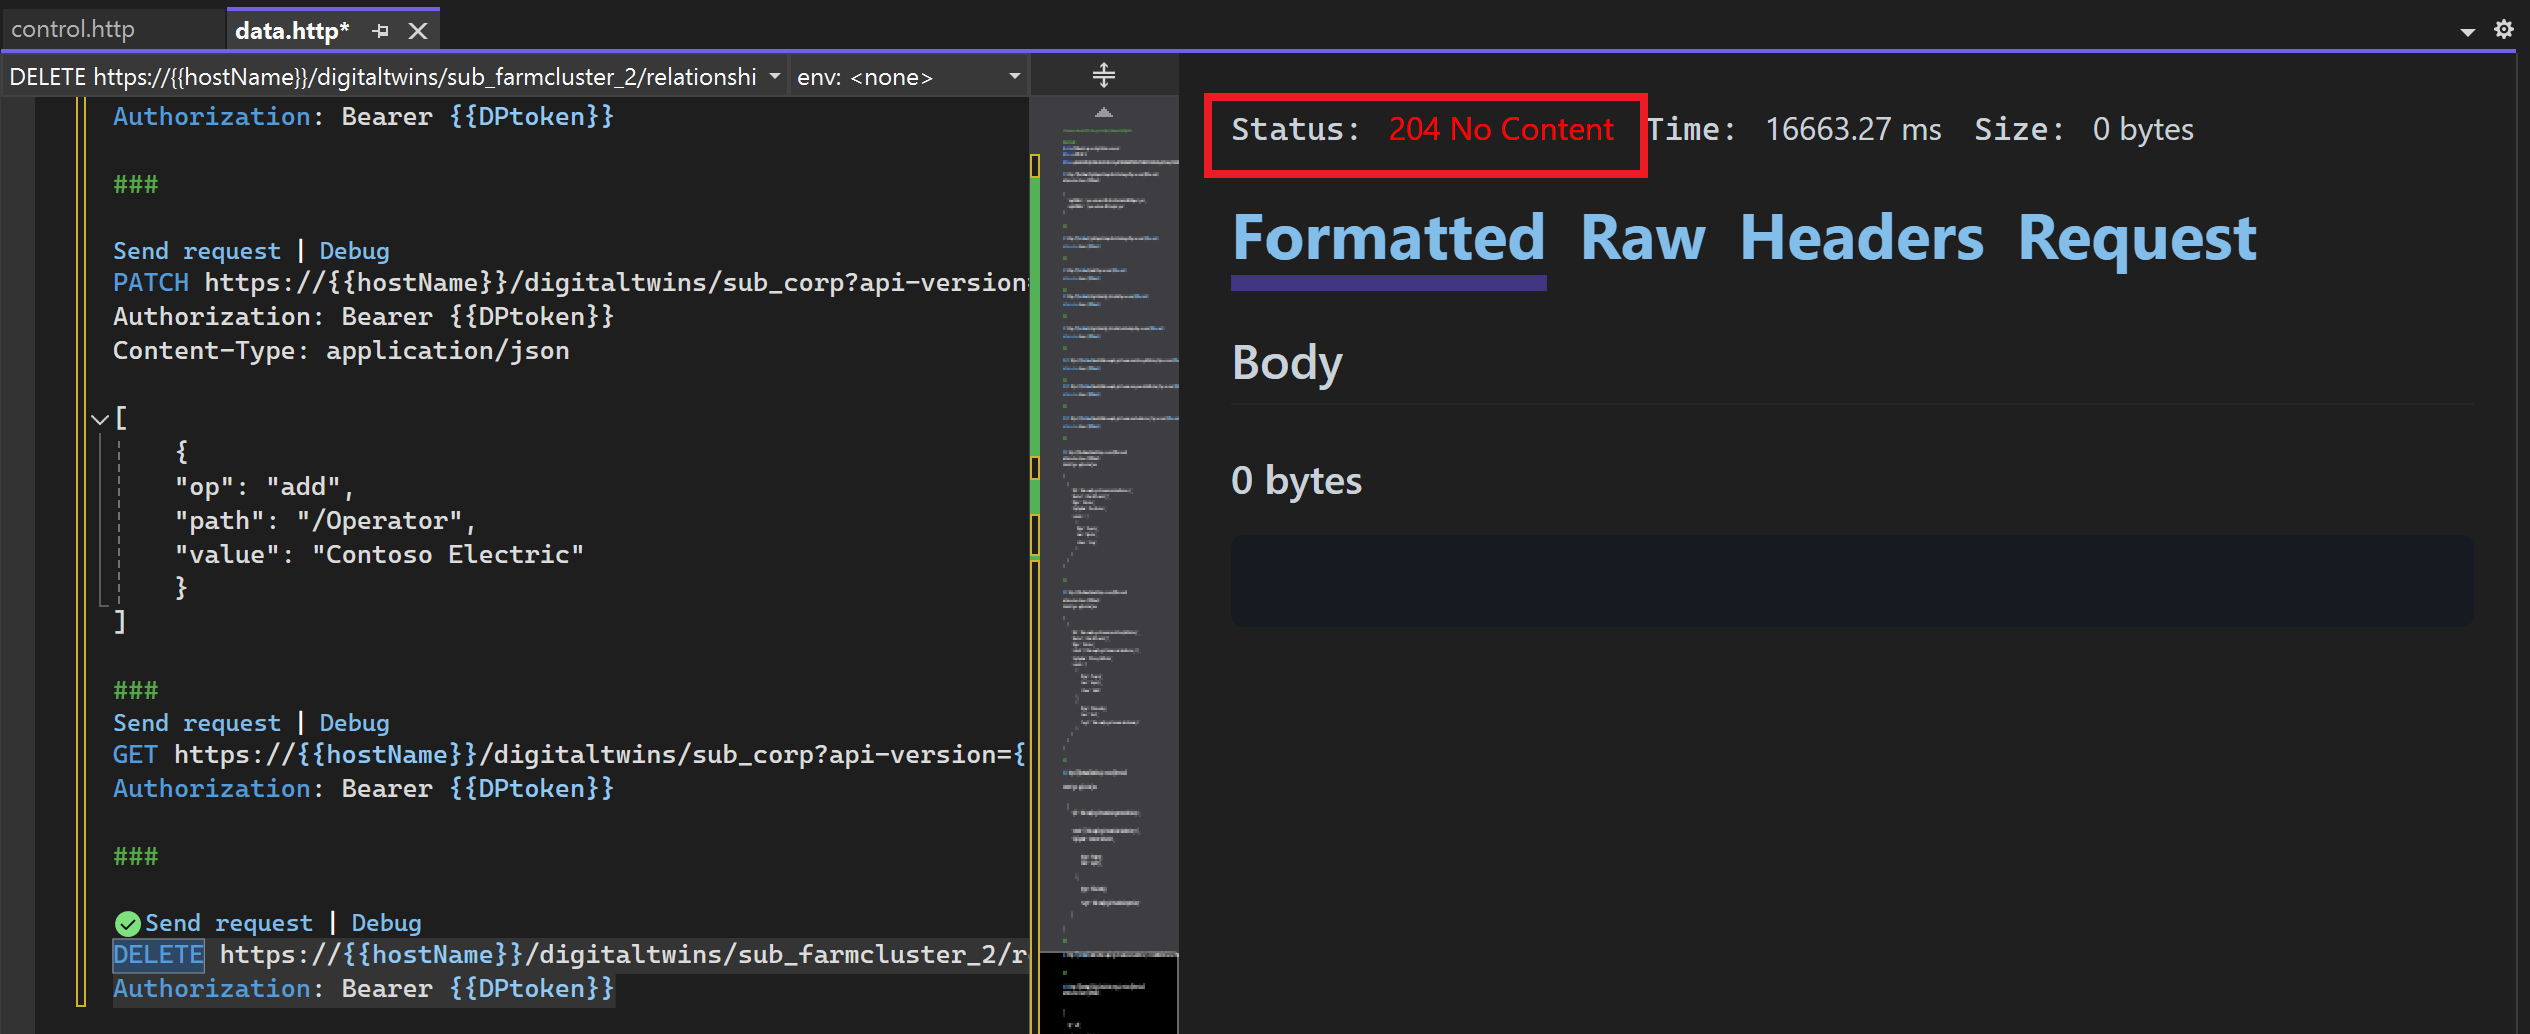 control.http
data.http*
DELETE https://{{hostName}}/digitaltwins/sub_farmcluster_2/relationshi
env: <none>
Authorization: Bearer {{DPtoken}}
###
Send request | Debug
PATCH https://{{hostName}}/digitaltwins/sub_corp?api-version=
Authorization: Bearer {{DPtoken}}
Content-Type: application/json
[
{
"op": "add",
"path": "/Operator",
"value": "Contoso Electric"
}
]
###
Send request | Debug
GET https://{{hostName}}/digitaltwins/sub_corp?api-version={
Authorization: Bearer {{DPtoken}}
###
Send request | Debug
DELETE https://{{hostName}}/digitaltwins/sub_farmcluster_2/r
Authorization: Bearer {{DPtoken}}
Status: 204 No Content Time: 16663.27 ms Size: 0 bytes
Formatted Raw Headers Request
Body
0 bytes